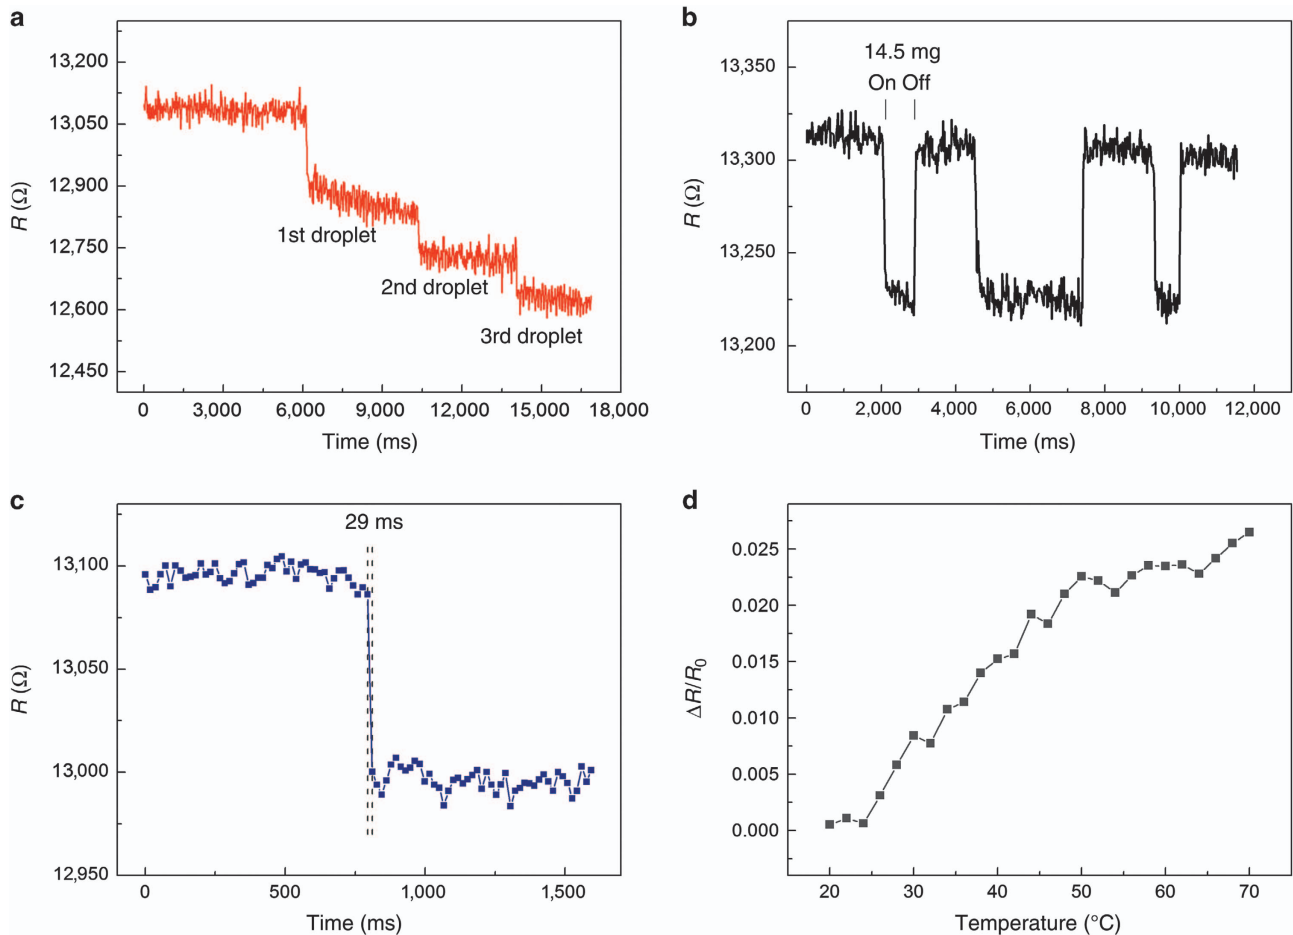 a
13,200
13,050
12,900
12,750
12,600
12,450
R (Ω)
1st droplet
2nd droplet
3rd droplet
0 3,000 6,000 9,000 12,000 15,000 18,000
Time (ms)
b
14.5 mg
On Off
13,350
13,300
13,250
13,200
R (Ω)
0 2,000 4,000 6,000 8,000 10,000 12,000
Time (ms)
c
29 ms
13,100
13,050
13,000
12,950
R (Ω)
0 500 1,000 1,500
Time (ms)
d
0.025
0.020
0.015
0.010
0.005
0.000
ΔR/R0
20 30 40 50 60 70
Temperature (°C)